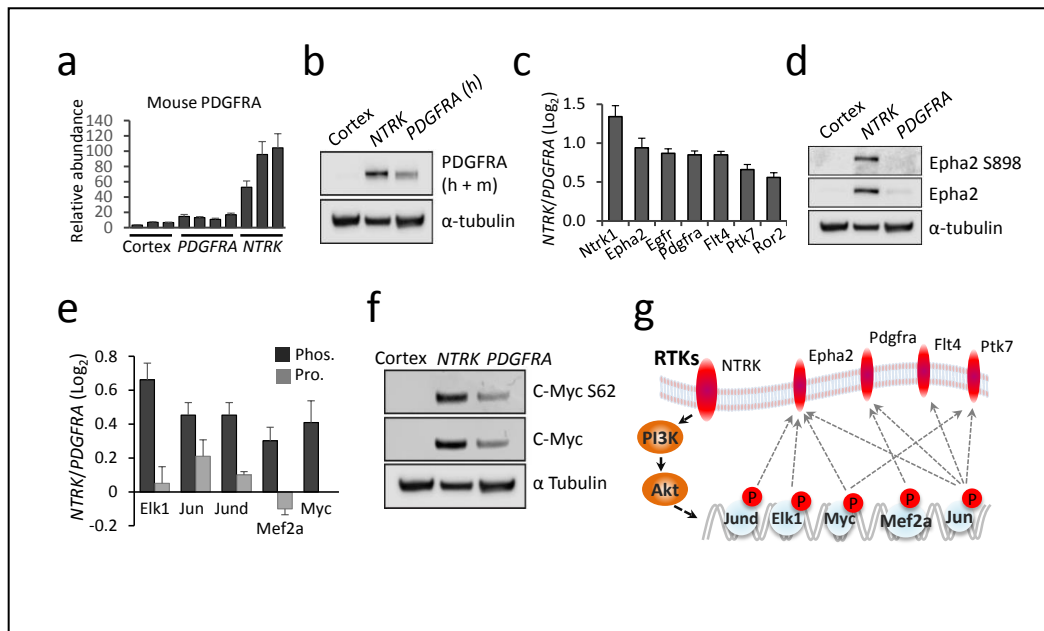 a
Mouse PDGFRA
Relative abundance
140
120
100
80
60
40
20
0
Cortex PDGFRA NTRK
b
Cortex NTRK PDGFRA (h)
PDGFRA
(h + m)
α-tubulin
c
NTRK/PDGFRA (Log2)
1.5
1.0
0.5
0.0
Ntrk1 Epha2 Egfr Pdgfra Flt4 Ptk7 Ror2
d
Cortex NTRK PDGFRA
Epha2 S898
Epha2
α-tubulin
e
NTRK/PDGFRA (Log2)
0.8
0.6
0.4
0.2
0
-0.2
Phos.
Pro.
Elk1 Jun Jund Mef2a Myc
f
Cortex NTRK PDGFRA
C-Myc S62
C-Myc
α Tubulin
g
RTKs
NTRK
Epha2
Pdgfra
Flt4
Ptk7
PI3K
Akt
P P P P P
Jund Elk1 Myc Mef2a Jun